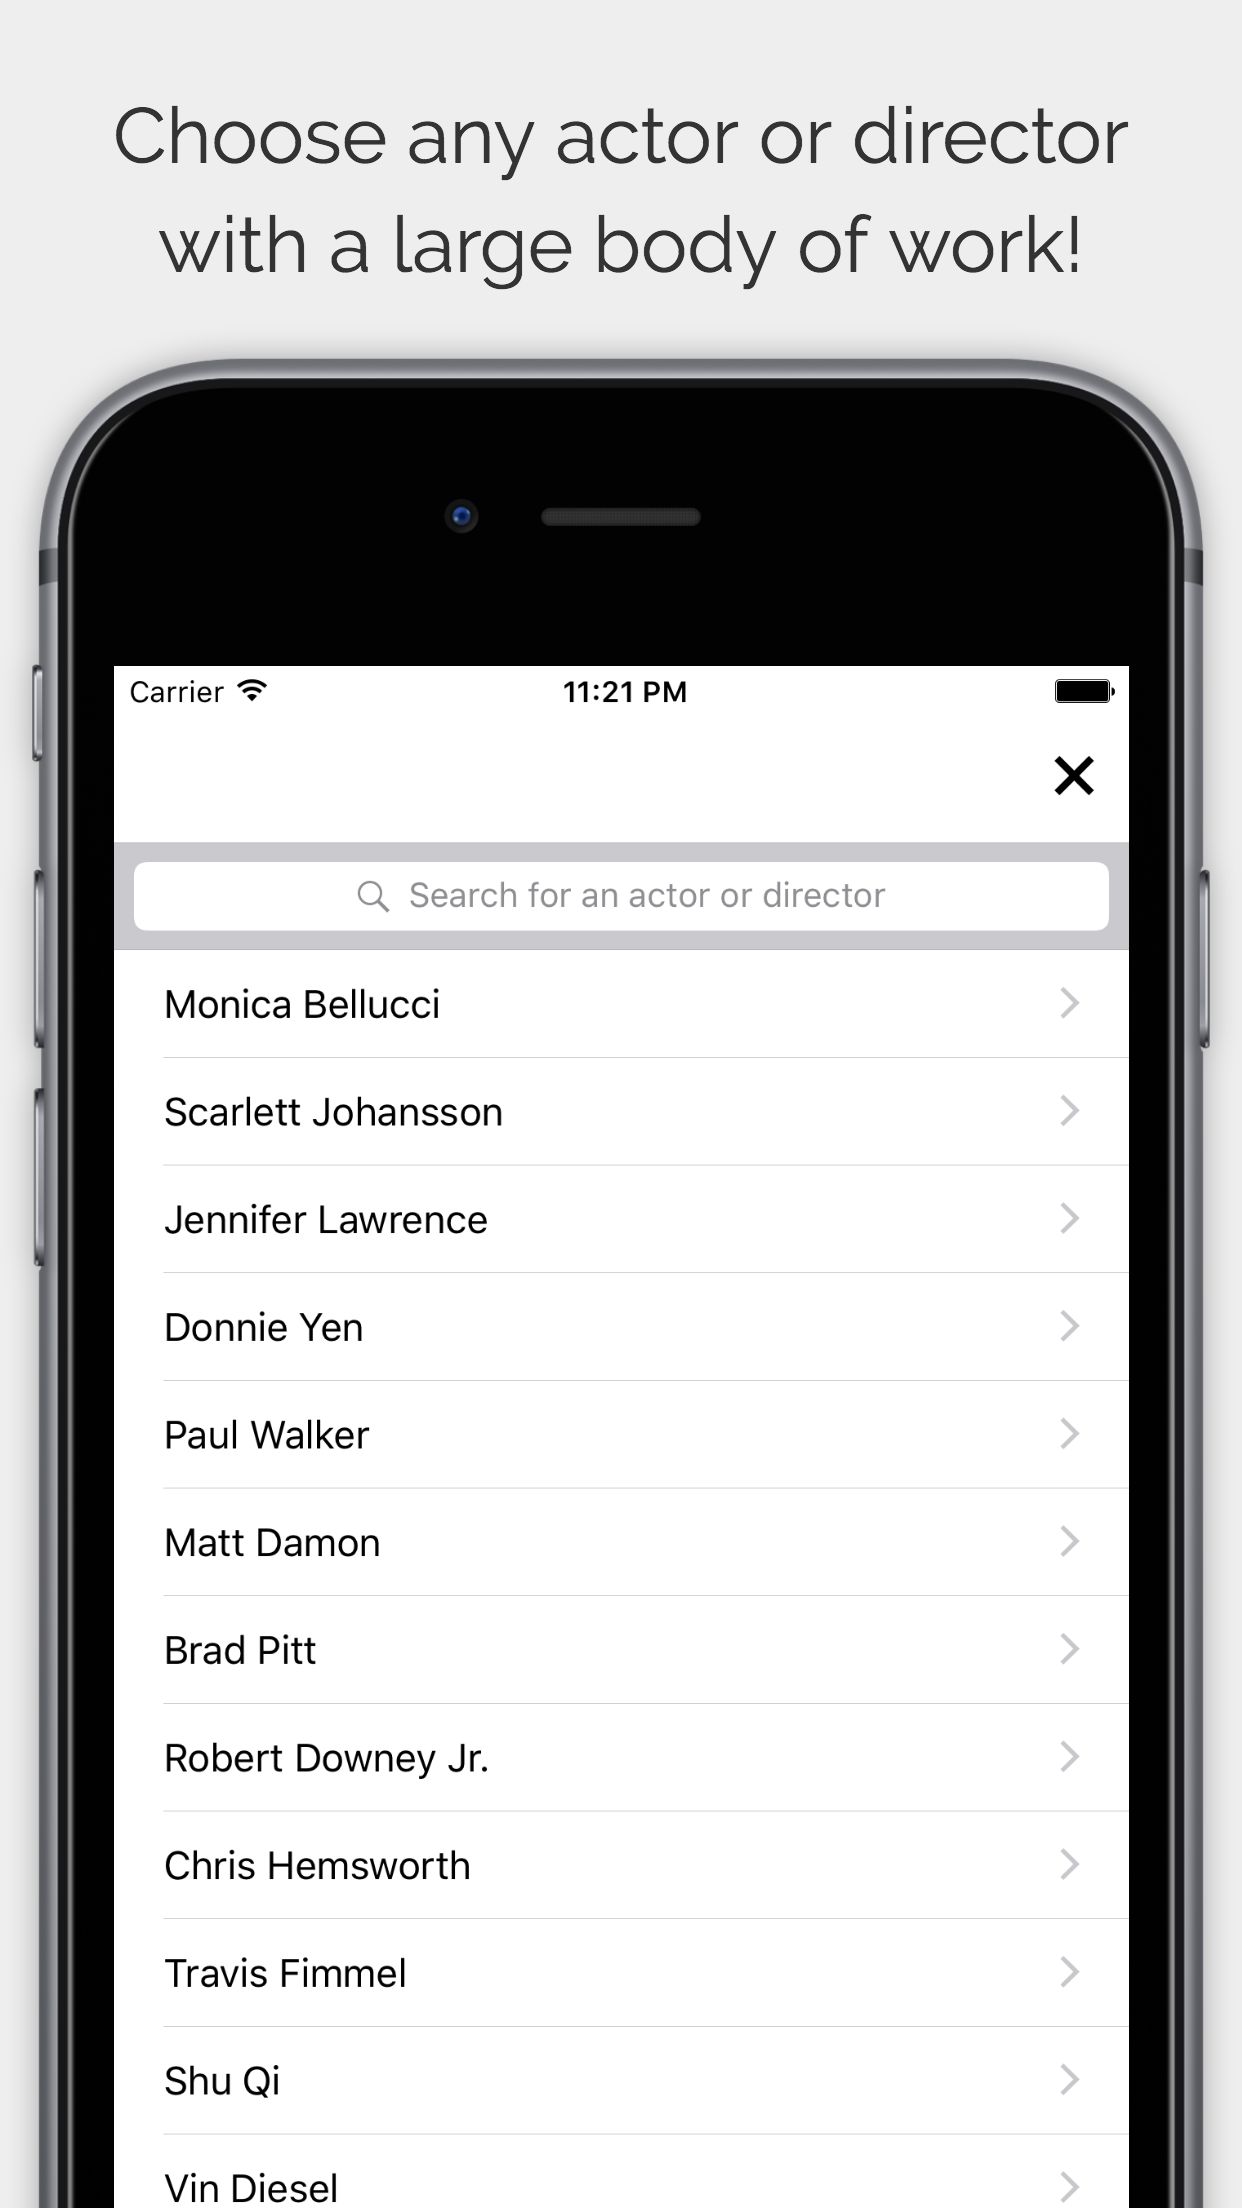 Choose any actor or director
with a large body of work!
Carrier 11:21 PM
Search for an actor or director
Monica Bellucci
Scarlett Johansson
Jennifer Lawrence
Donnie Yen
Paul Walker
Matt Damon
Brad Pitt
Robert Downey Jr.
Chris Hemsworth
Travis Fimmel
Shu Qi
Vin Diesel